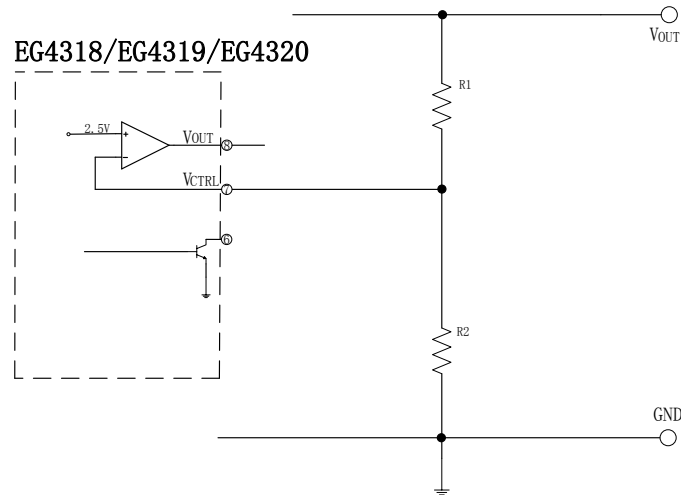 VOUT
EG4318/EG4319/EG4320
R1
2.5V
+
VOUT ⑧
−
VCTRL ⑦
⑥
R2
GND